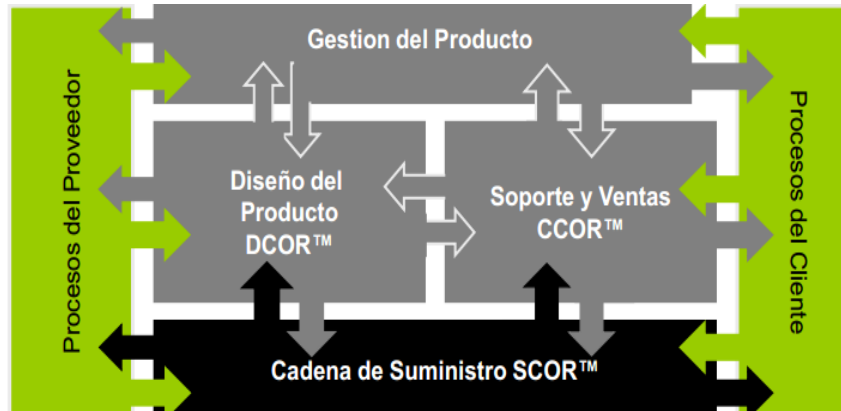 Gestion del Producto
Procesos del Proveedor
Diseño del
Producto
DCOR™
Soporte y Ventas
CCOR™
Procesos del Cliente
Cadena de Suministro SCOR™